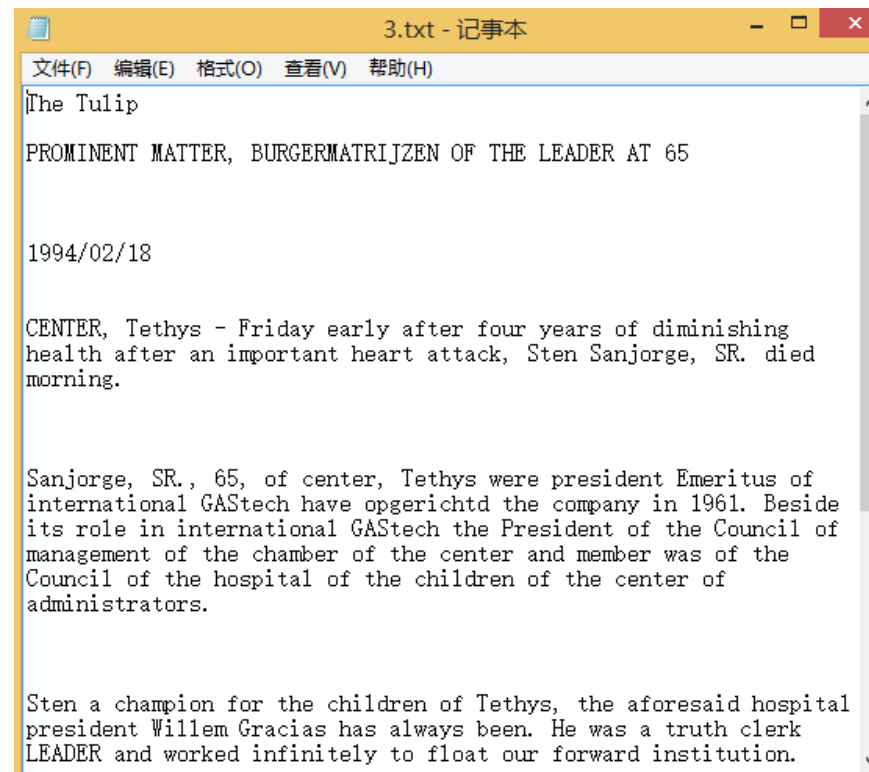 3.txt - 记事本
文件(F) 编辑(E) 格式(O) 查看(V) 帮助(H)
The Tulip
PROMINENT MATTER, BURGERMATRIJZEN OF THE LEADER AT 65
1994/02/18
CENTER, Tethys - Friday early after four years of diminishing
health after an important heart attack, Sten Sanjorge, SR. died
morning.
Sanjorge, SR., 65, of center, Tethys were president Emeritus of
international GAStech have opgerichtd the company in 1961. Beside
its role in international GAStech the President of the Council of
management of the chamber of the center and member was of the
Council of the hospital of the children of the center of
administrators.
Sten a champion for the children of Tethys, the aforesaid hospital
president Willem Gracias has always been. He was a truth clerk
LEADER and worked infinitely to float our forward institution.